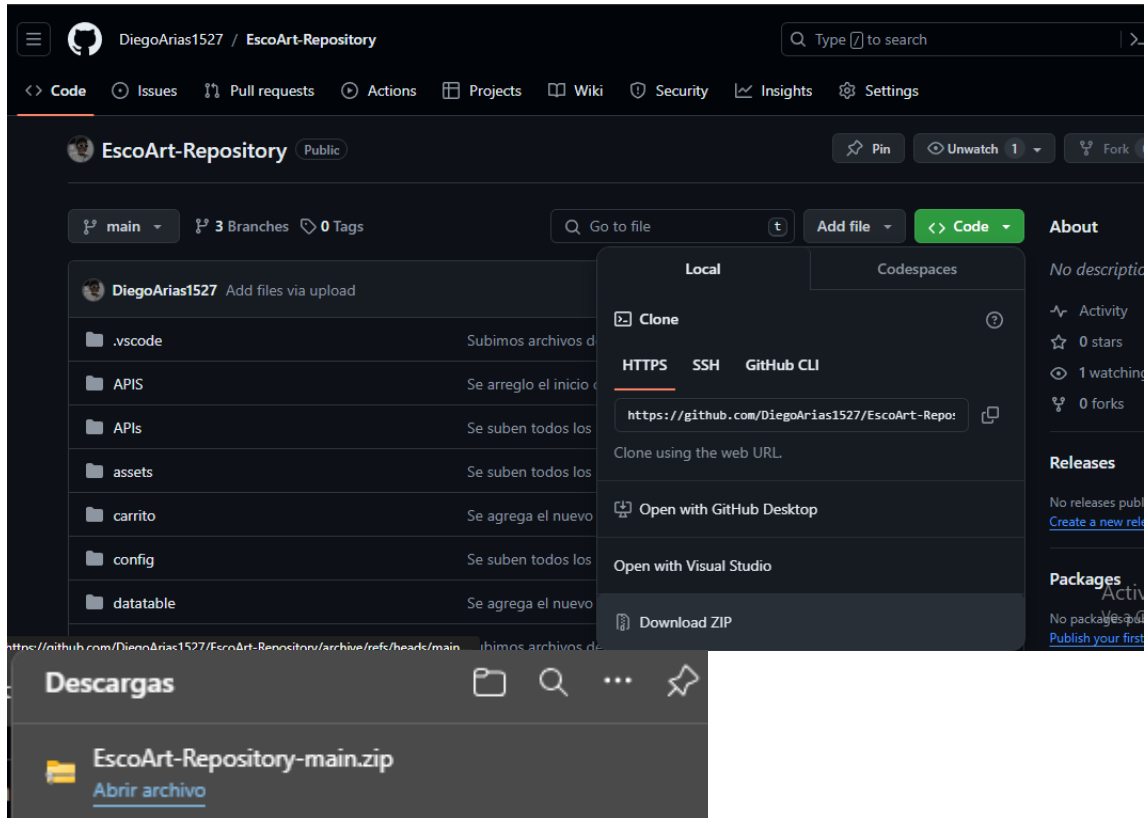 DiegoArias1527 / EscoArt-Repository
Type / to search
Code Issues Pull requests Actions Projects Wiki Security Insights Settings
EscoArt-Repository Public
Pin Unwatch 1 Fork
main 3 Branches 0 Tags
Go to file t Add file Code
About
Local Codespaces
No descriptio
DiegoArias1527 Add files via upload
Clone
Activity
.vscode Subimos archivos d
0 stars
HTTPS SSH GitHub CLI
1 watching
APIS Se arreglo el inicio
0 forks
https://github.com/DiegoArias1527/EscoArt-Repos
APIs Se suben todos los
Clone using the web URL.
Releases
assets Se suben todos los
No releases publ
Open with GitHub Desktop
carrito Se agrega el nuevo
Create a new rele
config Se suben todos los
Open with Visual Studio
Packages
Activ
datatable Se agrega el nuevo
Download ZIP
No packages pub
Publish your first
https://github.com/DiegoArias1527/EscoArt-Repository/archive/refs/heads/main
ubimos archivos de
Descargas
EscoArt-Repository-main.zip
Abrir archivo